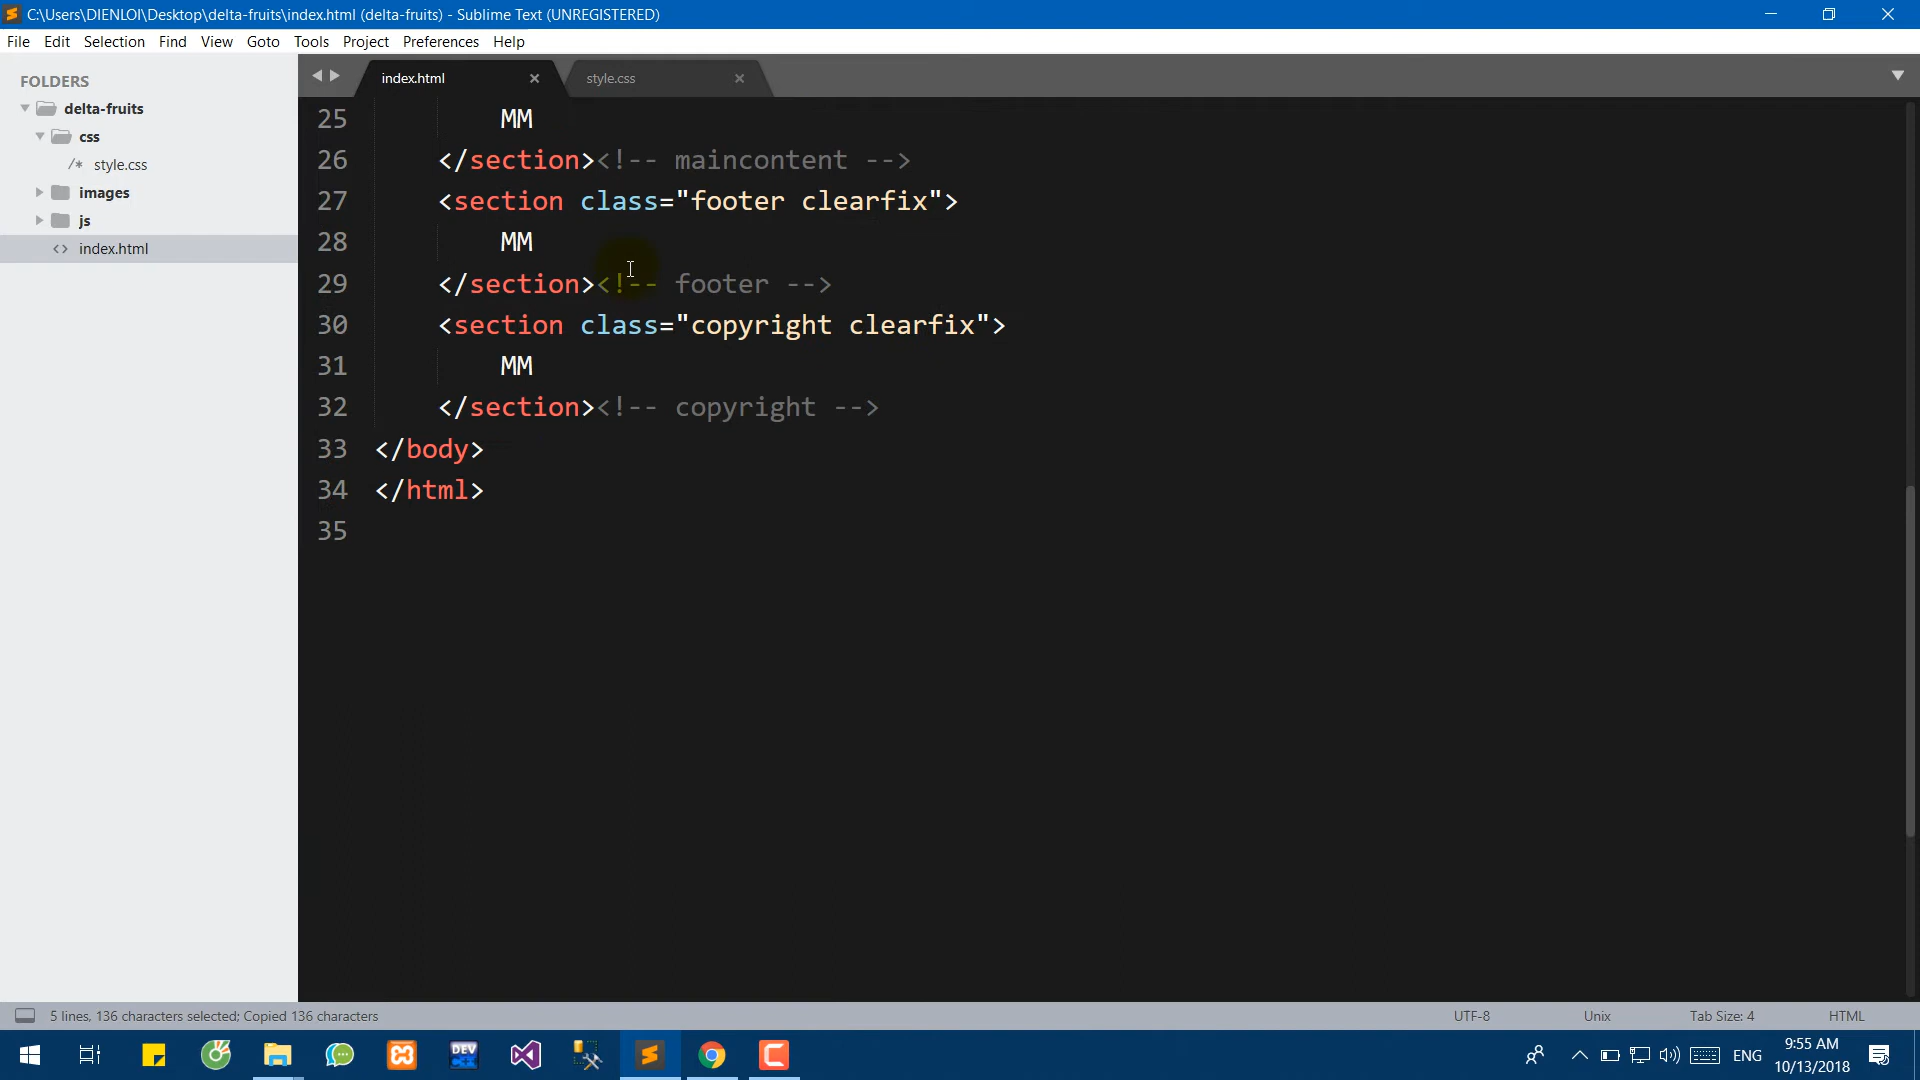 C:\Users\DIENLOI\Desktop\delta-fruits\index.html (delta-fruits) - Sublime Text (UNREGISTERED)
File Edit Selection Find View Goto Tools Project Preferences Help
FOLDERS
delta-fruits
css
/* style.css
images
js
<> index.html
index.html × style.css ×
25 MM
26 </section><!-- maincontent -->
27 <section class="footer clearfix">
28 MM
29 </section><!-- footer -->
30 <section class="copyright clearfix">
31 MM
32 </section><!-- copyright -->
33 </body>
34 </html>
35
5 lines, 136 characters selected; Copied 136 characters UTF-8 Unix Tab Size: 4 HTML
DEV
ENG
9:55 AM
10/13/2018